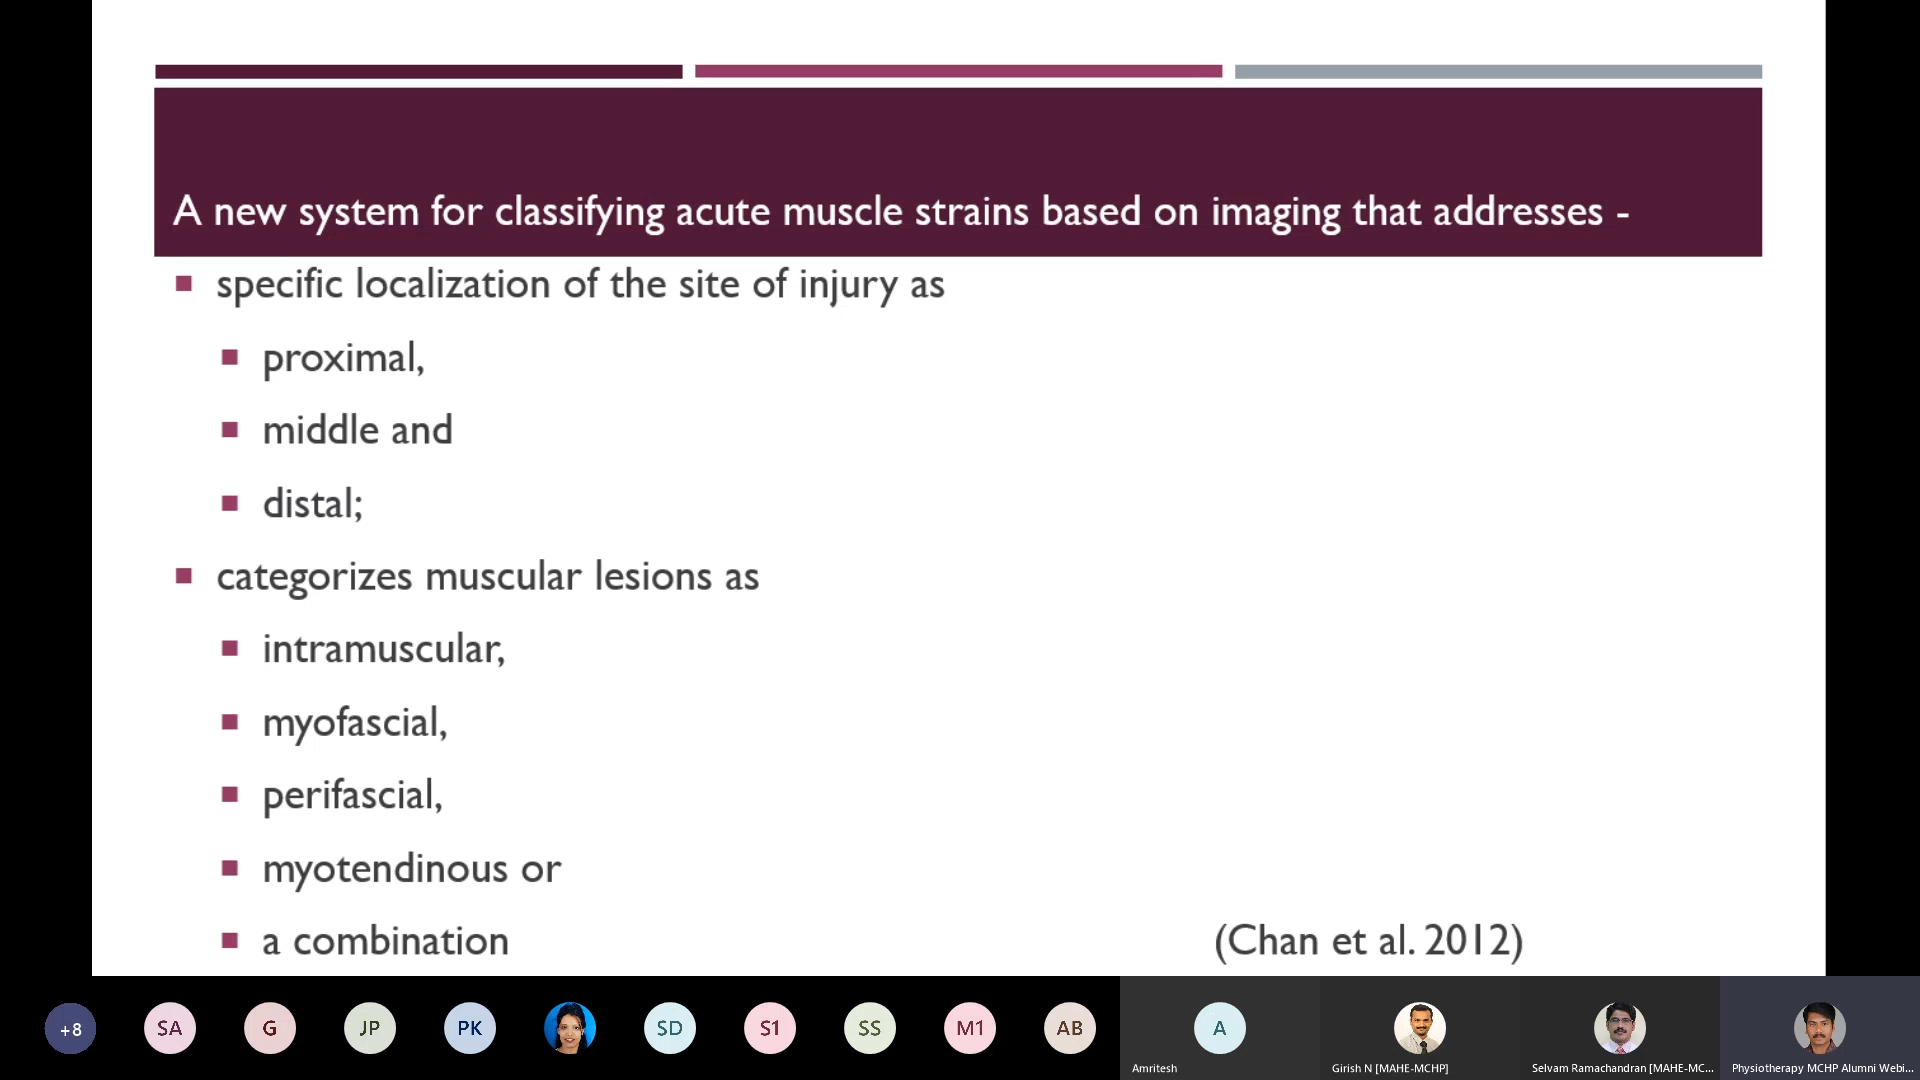 A new system for classifying acute muscle strains based on imaging that addresses -
specific localization of the site of injury as
proximal,
middle and
distal;
categorizes muscular lesions as
intramuscular,
myofascial,
perifascial,
myotendinous or
a combination
(Chan et al. 2012)
+8
SA
G
JP
PK
SD
S1
SS
M1
AB
A
Amritesh
Girish N [MAHE-MCHP]
Selvam Ramachandran [MAHE-MC...
Physiotherapy MCHP Alumni Webi...